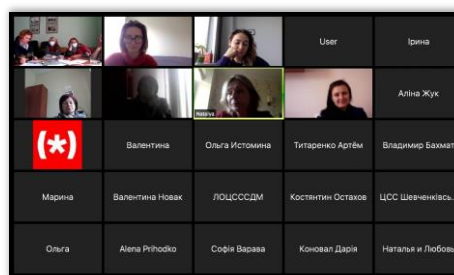 User
Ірина
Natalya
Аліна Жук
(*)
Валентина
Ольга Истомина
Титаренко Артём
Владимир Бахмат
Марина
Валентина Новак
ЛОЦСССДМ
Костянтин Остахов
ЦСС Шевченківсь...
Ольга
Alena Prihodko
Софія Варава
Коновал Дарія
Наталья и Любовь